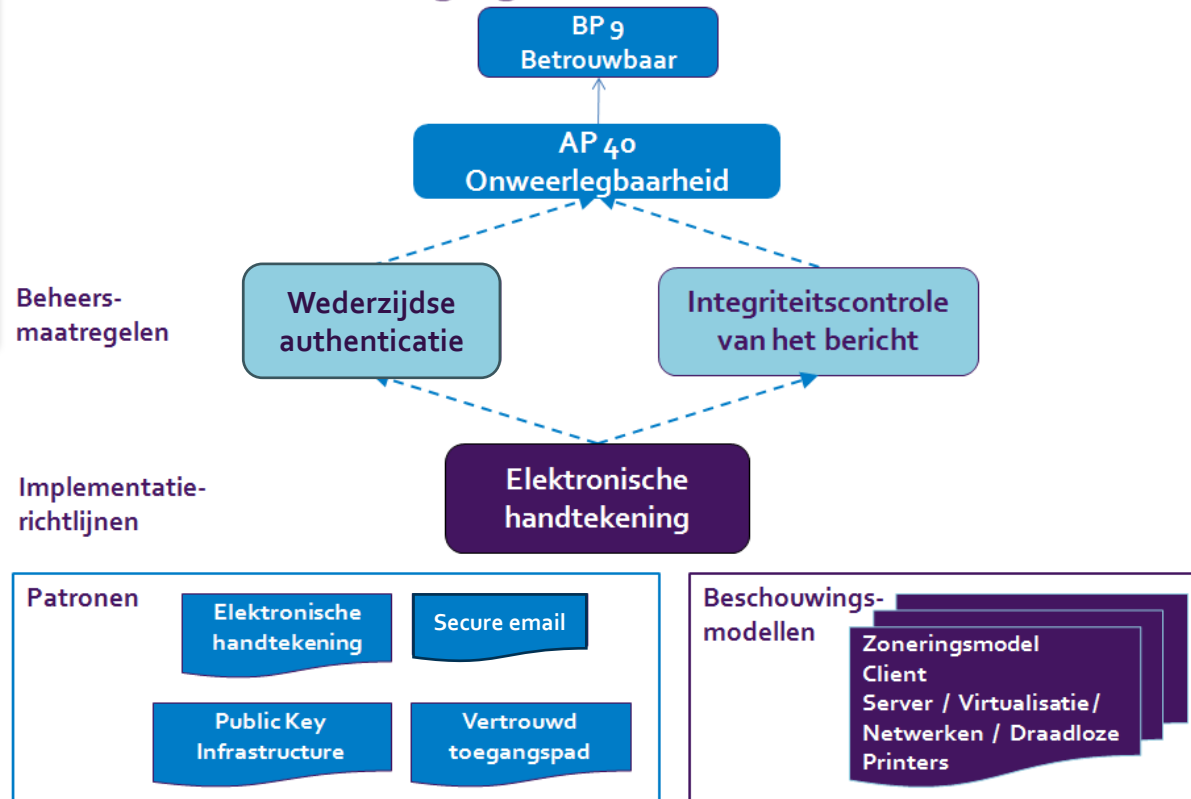 BP 9
Betrouwbaar
AP 40
Onweerlegbaarheid
Beheers-
maatregelen
Wederzijdse
authenticatie
Integriteitscontrole
van het bericht
Implementatie-
richtlijnen
Elektronische
handtekening
Patronen
Elektronische
handtekening
Secure email
Public Key
Infrastructure
Vertrouwd
toegangspad
Beschouwings-
modellen
Zoneringsmodel
Client
Server / Virtualisatie/
Netwerken / Draadloze
Printers